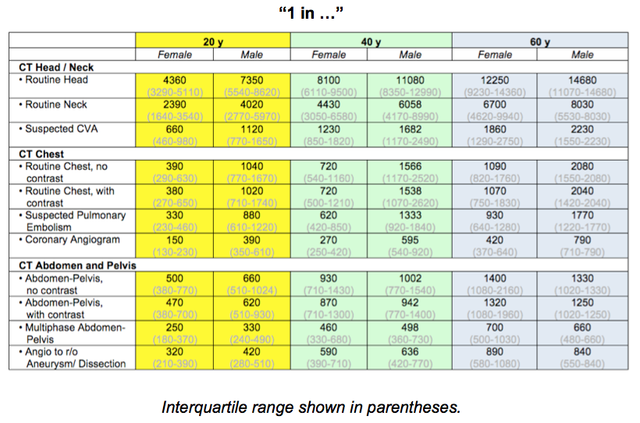 “1 in ...”
20 y 40 y 60 y
Female Male Female Male Female Male
CT Head / Neck
• Routine Head 4360 7350 8100 11080 12250 14680
(3290-5110) (5540-8620) (6110-9500) (8350-12990) (9230-14360) (11070-14680)
• Routine Neck 2390 4020 4430 6058 6700 8030
(1640-3540) (2770-5970) (3050-6580) (4170-8990) (4620-9940) (5530-8030)
• Suspected CVA 660 1120 1230 1682 1860 2230
(460-980) (770-1650) (850-1820) (1170-2490) (1290-2750) (1550-2230)
CT Chest
• Routine Chest, no 390 1040 720 1566 1090 2080
contrast (290-630) (770-1670) (540-1160) (1170-2520) (820-1760) (1550-2080)
• Routine Chest, with 380 1020 720 1538 1070 2040
contrast (270-650) (710-1740) (500-1210) (1070-2620) (750-1830) (1420-2040)
• Suspected Pulmonary 330 880 620 1333 930 1770
Embolism (230-460) (610-1220) (420-850) (920-1840) (640-1280) (1220-1770)
• Coronary Angiogram 150 390 270 595 420 790
(130-230) (350-610) (250-420) (540-920) (370-640) (710-790)
CT Abdomen and Pelvis
• Abdomen-Pelvis, 500 660 930 1002 1400 1330
no contrast (380-770) (510-1024) (710-1430) (770-1540) (1080-2160) (1020-1330)
• Abdomen-Pelvis, 470 620 870 942 1320 1250
with contrast (380-700) (510-930) (710-1300) (770-1400) (1080-1960) (1020-1250)
• Multiphase Abdomen- 250 330 460 498 700 660
Pelvis (180-370) (240-490) (330-680) (360-730) (500-1030) (480-660)
• Angio to r/o 320 420 590 636 890 840
Aneurysm/ Dissection (210-390) (280-510) (390-710) (420-770) (580-1080) (550-840)
Interquartile range shown in parentheses.